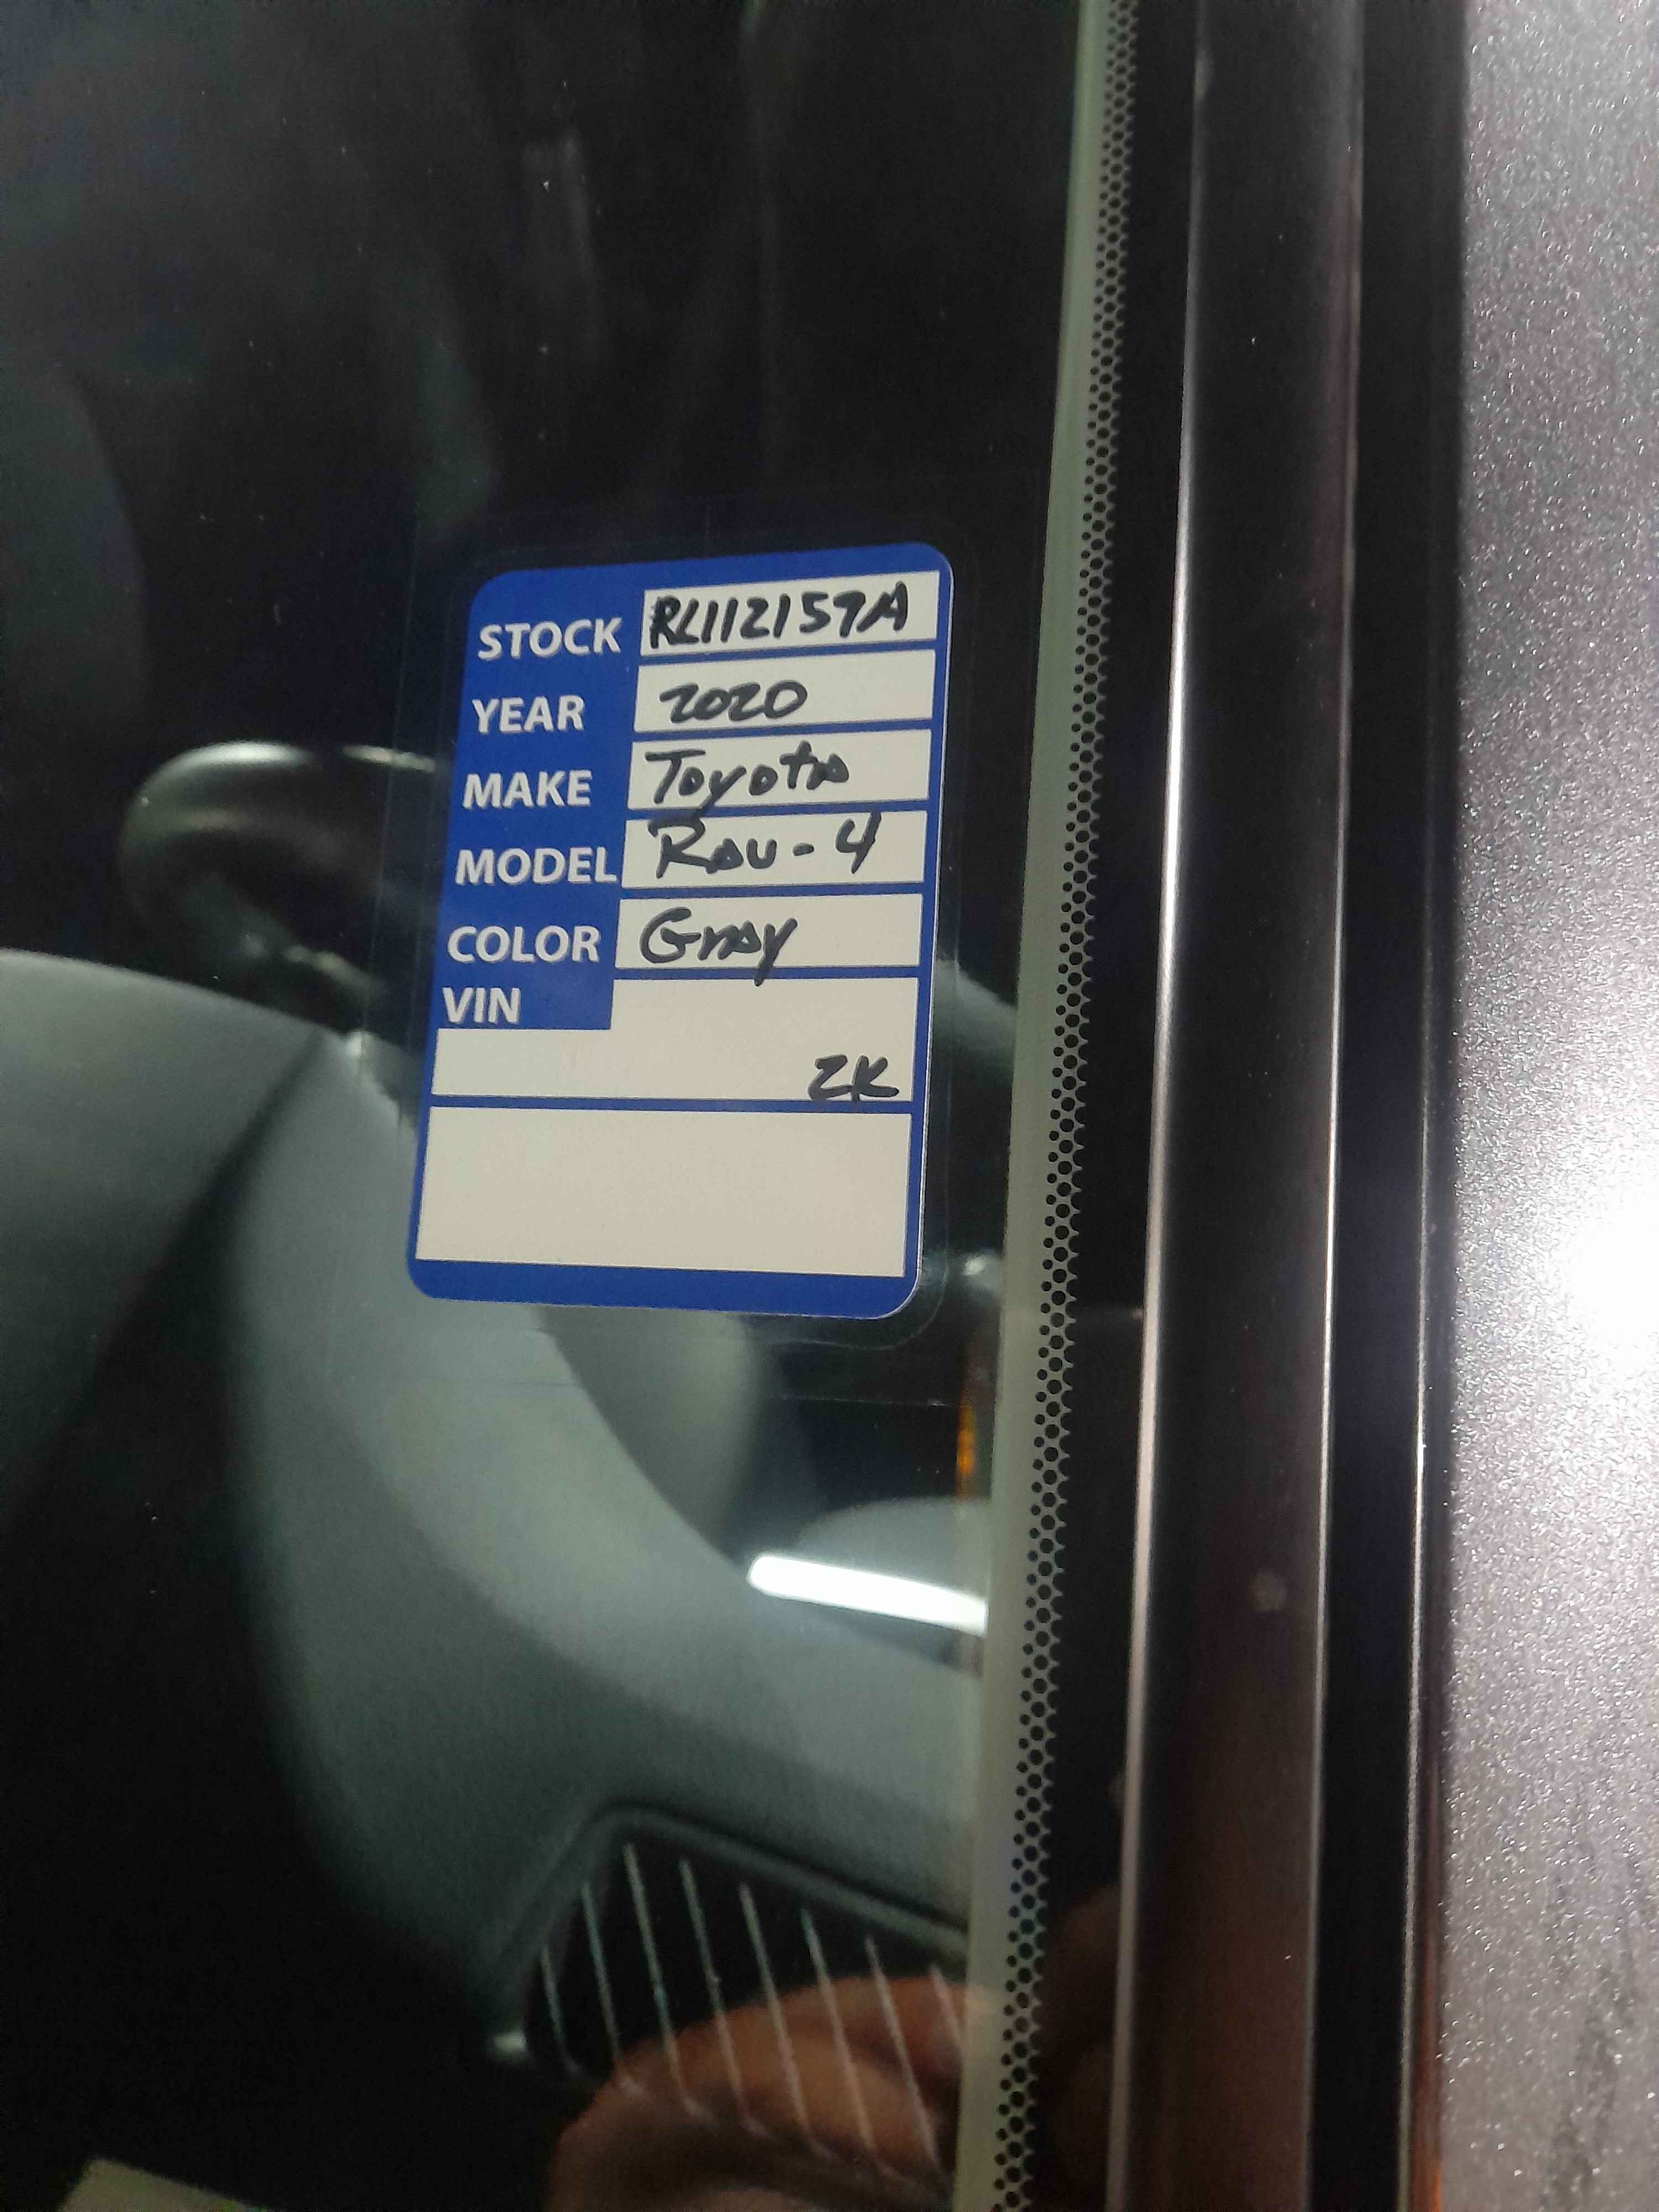 STOCK RL112157A
YEAR 2020
MAKE Toyota
MODEL Rav-4
COLOR Gray
VIN
ZK